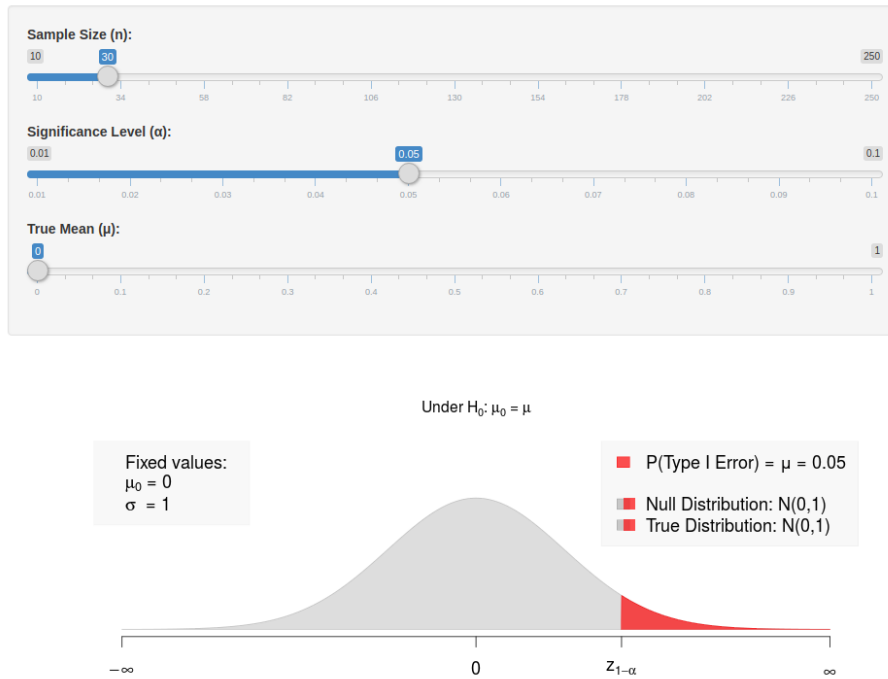 Sample Size (n):
10 30 250
10 34 58 82 106 130 154 178 202 226 250
Significance Level (α):
0.01 0.05 0.1
0.01 0.02 0.03 0.04 0.05 0.06 0.07 0.08 0.09 0.1
True Mean (μ):
0 1
0 0.1 0.2 0.3 0.4 0.5 0.6 0.7 0.8 0.9 1
Under H₀: μ₀ = μ
Fixed values:
μ₀ = 0
σ = 1
P(Type I Error) = μ = 0.05
Null Distribution: N(0,1)
True Distribution: N(0,1)
−∞ 0 z₁₋α ∞